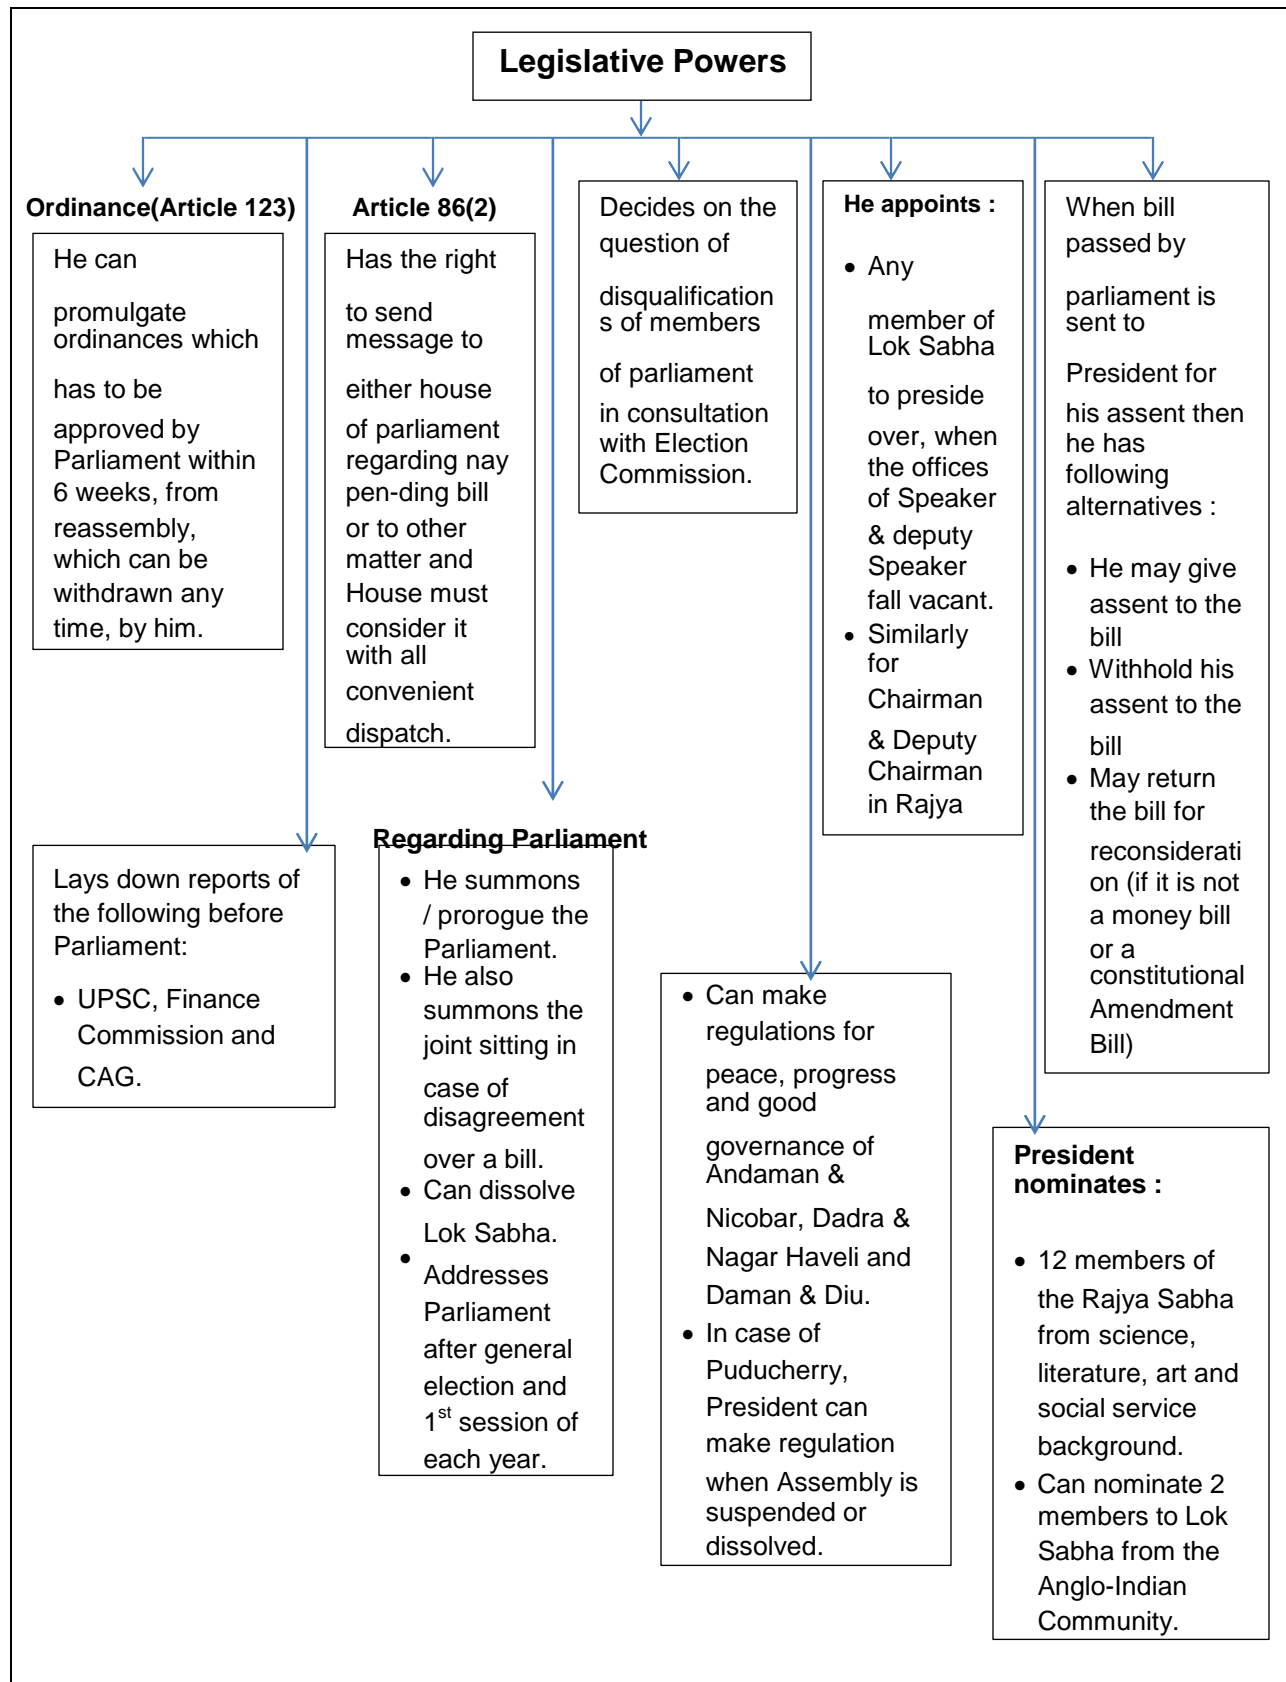 Legislative Powers
Ordinance(Article 123)
He can
promulgate
ordinances which
has to be
approved by
Parliament within
6 weeks, from
reassembly,
which can be
withdrawn any
time, by him.
Article 86(2)
Has the right
to send
message to
either house
of parliament
regarding nay
pen-ding bill
or to other
matter and
House must
consider it
with all
convenient
dispatch.
Decides on the
question of
disqualification
s of members
of parliament
in consultation
with Election
Commission.
He appoints :
• Any
member of
Lok Sabha
to preside
over, when
the offices
of Speaker
& deputy
Speaker
fall vacant.
• Similarly
for
Chairman
& Deputy
Chairman
in Rajya
When bill
passed by
parliament is
sent to
President for
his assent then
he has
following
alternatives :
• He may give
assent to the
bill
• Withhold his
assent to the
bill
• May return
the bill for
reconsiderati
on (if it is not
a money bill
or a
constitutional
Amendment
Bill)
Lays down reports of
the following before
Parliament:
• UPSC, Finance
Commission and
CAG.
Regarding Parliament
• He summons
/ prorogue the
Parliament.
• He also
summons the
joint sitting in
case of
disagreement
over a bill.
• Can dissolve
Lok Sabha.
• Addresses
Parliament
after general
election and
1st session of
each year.
• Can make
regulations for
peace, progress
and good
governance of
Andaman &
Nicobar, Dadra &
Nagar Haveli and
Daman & Diu.
• In case of
Puducherry,
President can
make regulation
when Assembly is
suspended or
dissolved.
President
nominates :
• 12 members of
the Rajya Sabha
from science,
literature, art and
social service
background.
• Can nominate 2
members to Lok
Sabha from the
Anglo-Indian
Community.